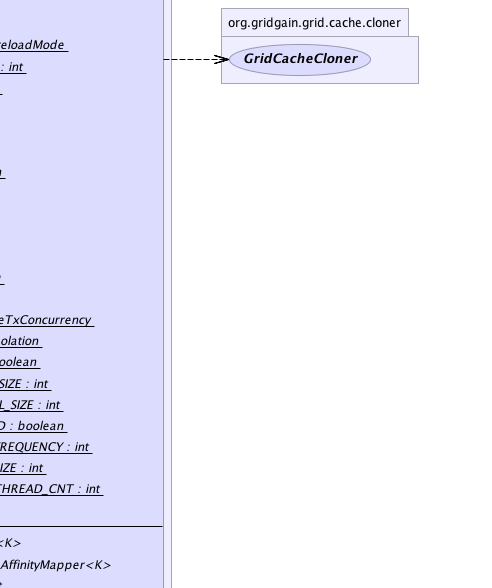 org.gridgain.grid.cache.cloner
GridCacheCloner
reloadMode
: int
eTxConcurrency
olation
oolean
SIZE : int
L_SIZE : int
D : boolean
REQUENCY : int
IZE : int
THREAD_CNT : int
<K>
AffinityMapper<K>